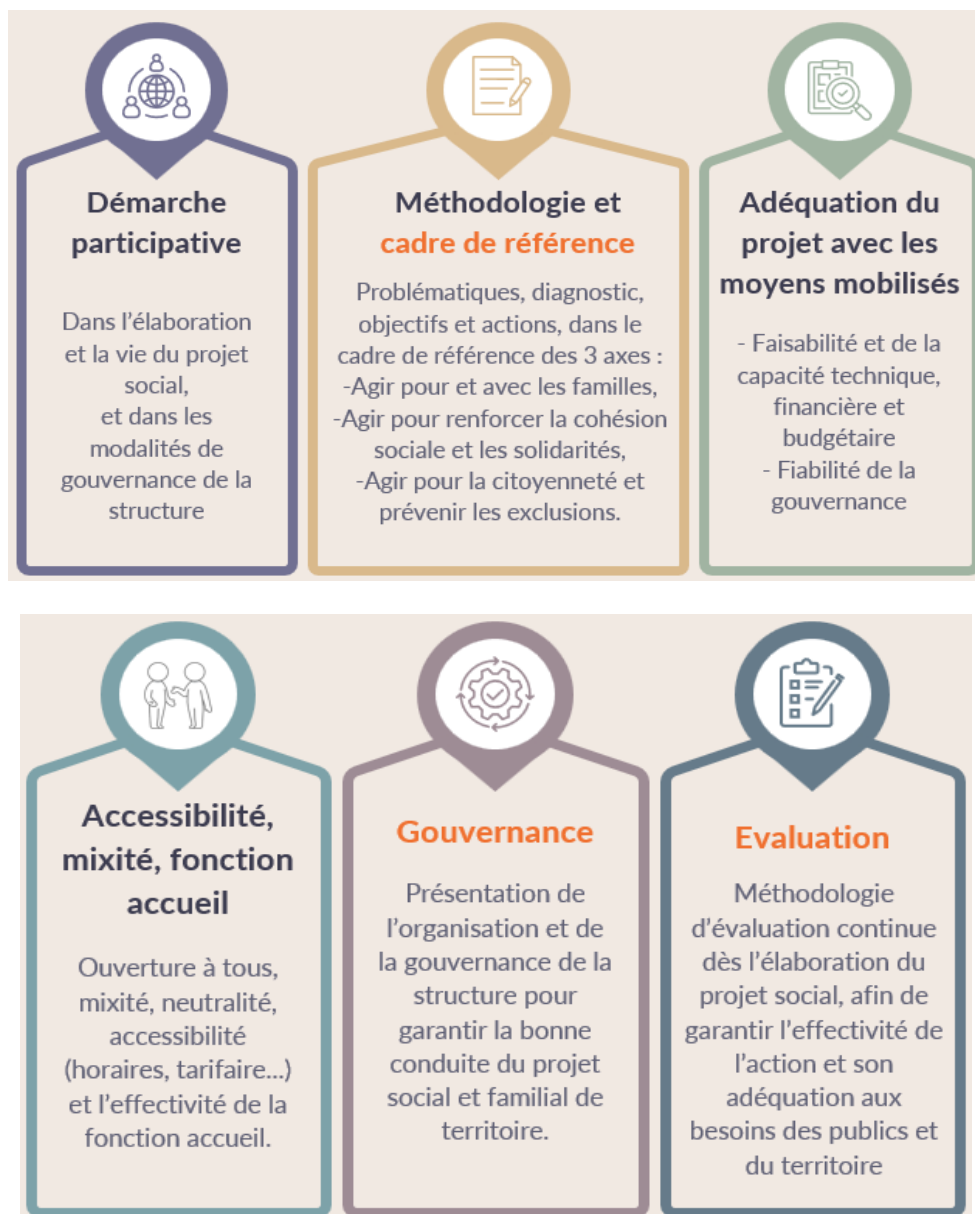 Démarche
participative
Dans l'élaboration
et la vie du projet
social,
et dans les
modalités de
gouvernance de la
structure
Méthodologie et
cadre de référence
Problématiques, diagnostic,
objectifs et actions, dans le
cadre de référence des 3 axes :
-Agir pour et avec les familles,
-Agir pour renforcer la cohésion
sociale et les solidarités,
-Agir pour la citoyenneté et
prévenir les exclusions.
Adéquation du
projet avec les
moyens mobilisés
- Faisabilité et de la
capacité technique,
financière et
budgétaire
- Fiabilité de la
gouvernance
Accessibilité,
mixité, fonction
accueil
Ouverture à tous,
mixité, neutralité,
accessibilité
(horaires, tarifaire...)
et l'effectivité de la
fonction accueil.
Gouvernance
Présentation de
l'organisation et de
la gouvernance de la
structure pour
garantir la bonne
conduite du projet
social et familial de
territoire.
Evaluation
Méthodologie
d'évaluation continue
dès l'élaboration du
projet social, afin de
garantir l'effectivité de
l'action et son
adéquation aux
besoins des publics et
du territoire